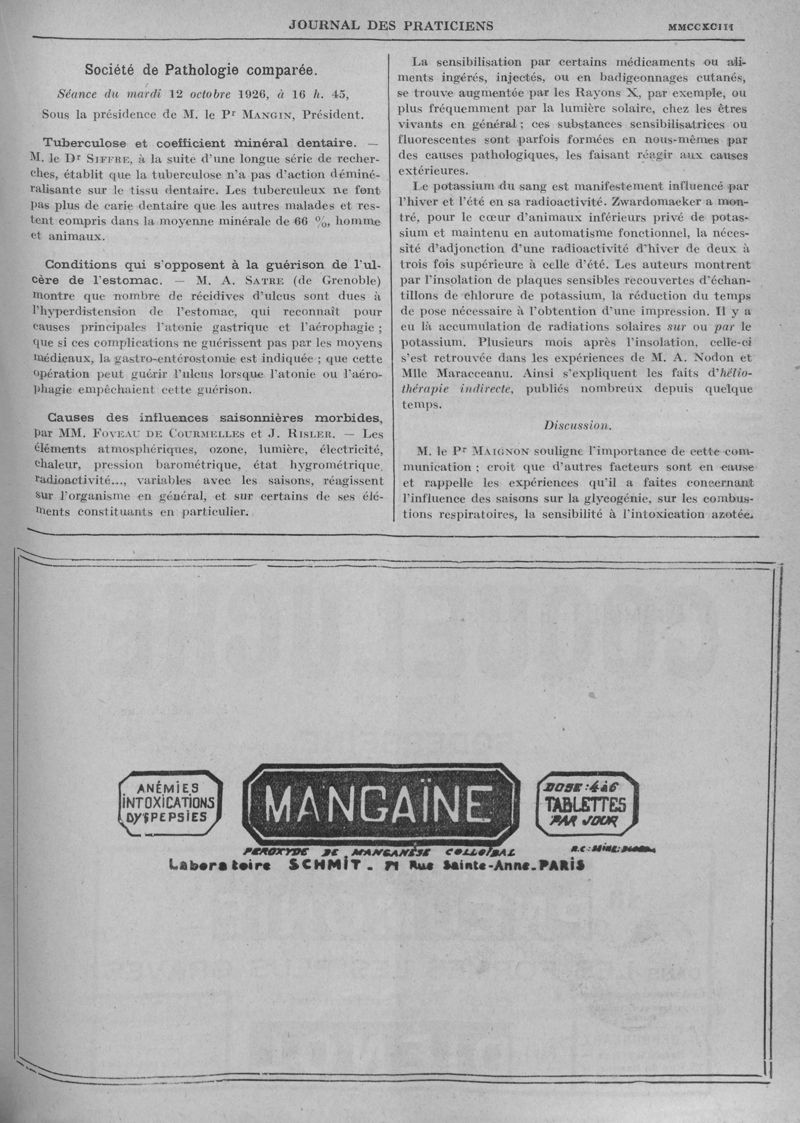 JOURNAL DES PRATICIENS
MMCCXCIII
Société de Pathologie comparée.
Séance du mardi 12 octobre 1926, à 16 h. 45,
Sous la présidence de M. le Pr MANGIN, Président.
Tuberculose et coefficient minéral dentaire. —
M. le Dr SIFFRE, à la suite d'une longue série de recher-
ches, établit que la tuberculose n'a pas d'action déminé-
ralisante sur le tissu dentaire. Les tuberculeux ne font
pas plus de carie dentaire que les autres malades et res-
tent compris dans la moyenne minérale de 66 %, homme
et animaux.
Conditions qui s'opposent à la guérison de l'ul-
cère de l'estomac. — M. A. SATRE (de Grenoble)
montre que nombre de récidives d'ulcus sont dues à
l'hyperdistension de l'estomac, qui reconnaît pour
causes principales l'atonie gastrique et l'aérophagie ;
que si ces complications ne guérissent pas par les moyens
médicaux, la gastro-entérostomie est indiquée ; que cette
opération peut guérir l'ulcus lorsque l'atonie ou l'aéro-
phagie empêchaient cette guérison.
Causes des influences saisonnières morbides,
par MM. FOVEAU DE COURMELLES et J. RISLER. — Les
éléments atmosphériques, ozone, lumière, électricité,
chaleur, pression barométrique, état hygrométrique,
radioactivité..., variables avec les saisons, réagissent
sur l'organisme en général, et sur certains de ses élé-
ments constituants en particulier.
La sensibilisation par certains médicaments ou ali-
ments ingérés, injectés, ou en badigeonnages cutanés,
se trouve augmentée par les Rayons X, par exemple, ou
plus fréquemment par la lumière solaire, chez les êtres
vivants en général ; ces substances sensibilisatrices ou
fluorescentes sont parfois formées en nous-mêmes par
des causes pathologiques, les faisant réagir aux causes
extérieures.
Le potassium du sang est manifestement influencé par
l'hiver et l'été en sa radioactivité. Zwardomaeker a mon-
tré, pour le cœur d'animaux inférieurs privé de potas-
sium et maintenu en automatisme fonctionnel, la néces-
sité d'adjonction d'une radioactivité d'hiver de deux à
trois fois supérieure à celle d'été. Les auteurs montrent
par l'insolation de plaques sensibles recouvertes d'échan-
tillons de chlorure de potassium, la réduction du temps
de pose nécessaire à l'obtention d'une impression. Il y a
eu là accumulation de radiations solaires sur ou par le
potassium. Plusieurs mois après l'insolation, celle-ci
s'est retrouvée dans les expériences de M. A. Nodon et
Mlle Maracceanu. Ainsi s'expliquent les faits d'hélio-
thérapie indirecte, publiés nombreux depuis quelque
temps.
Discussion.
M. le Pr MAIGNON souligne l'importance de cette com-
munication ; croit que d'autres facteurs sont en cause
et rappelle les expériences qu'il a faites concernant
l'influence des saisons sur la glycogénie, sur les combus-
tions respiratoires, la sensibilité à l'intoxication azotée.
ANÉMIES
INTOXICATIONS
DYSPEPSIES
MANGAÏNE
DOSE : 4 à 6
TABLETTES
PAR JOUR
PEROXYDE DE MANGANÈSE COLLOÏDAL
R.C: SEINE:
Laboratoire SCHMIT. 71 Rue Sainte-Anne. PARIS